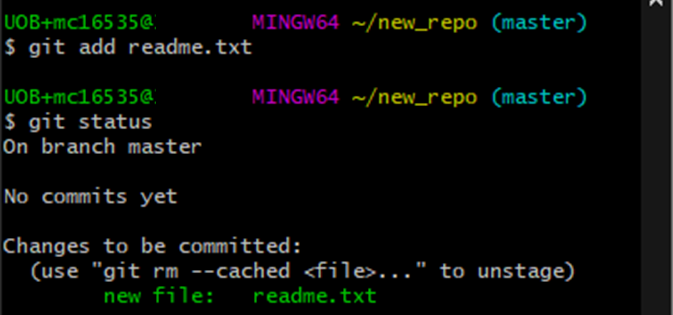 UOB+mc16535@ MINGW64 ~/new_repo (master)
$ git add readme.txt
UOB+mc16535@ MINGW64 ~/new_repo (master)
$ git status
On branch master
No commits yet
Changes to be committed:
(use "git rm --cached <file>..." to unstage)
new file: readme.txt